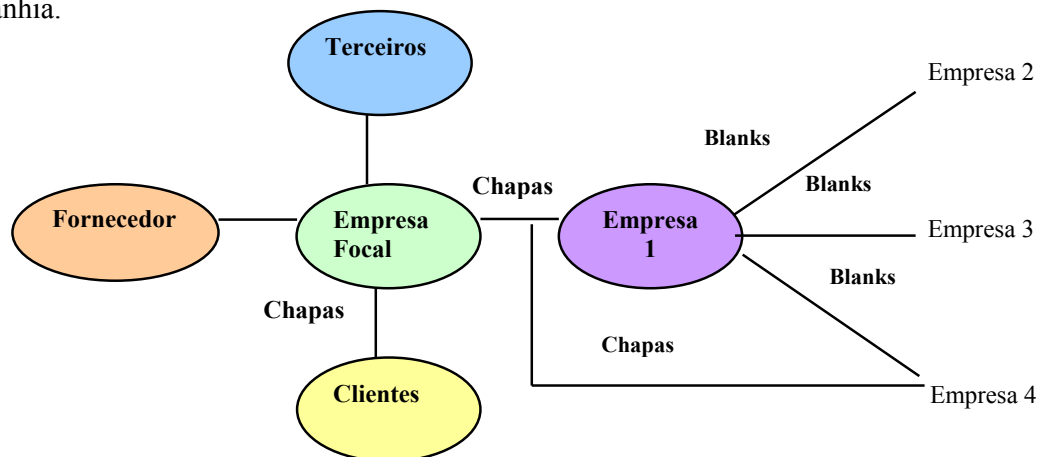 anhia.
Terceiros
Empresa 2
Blanks
Chapas
Blanks
Fornecedor
Empresa
Focal
Empresa
1
Empresa 3
Blanks
Chapas
Chapas
Clientes
Empresa 4